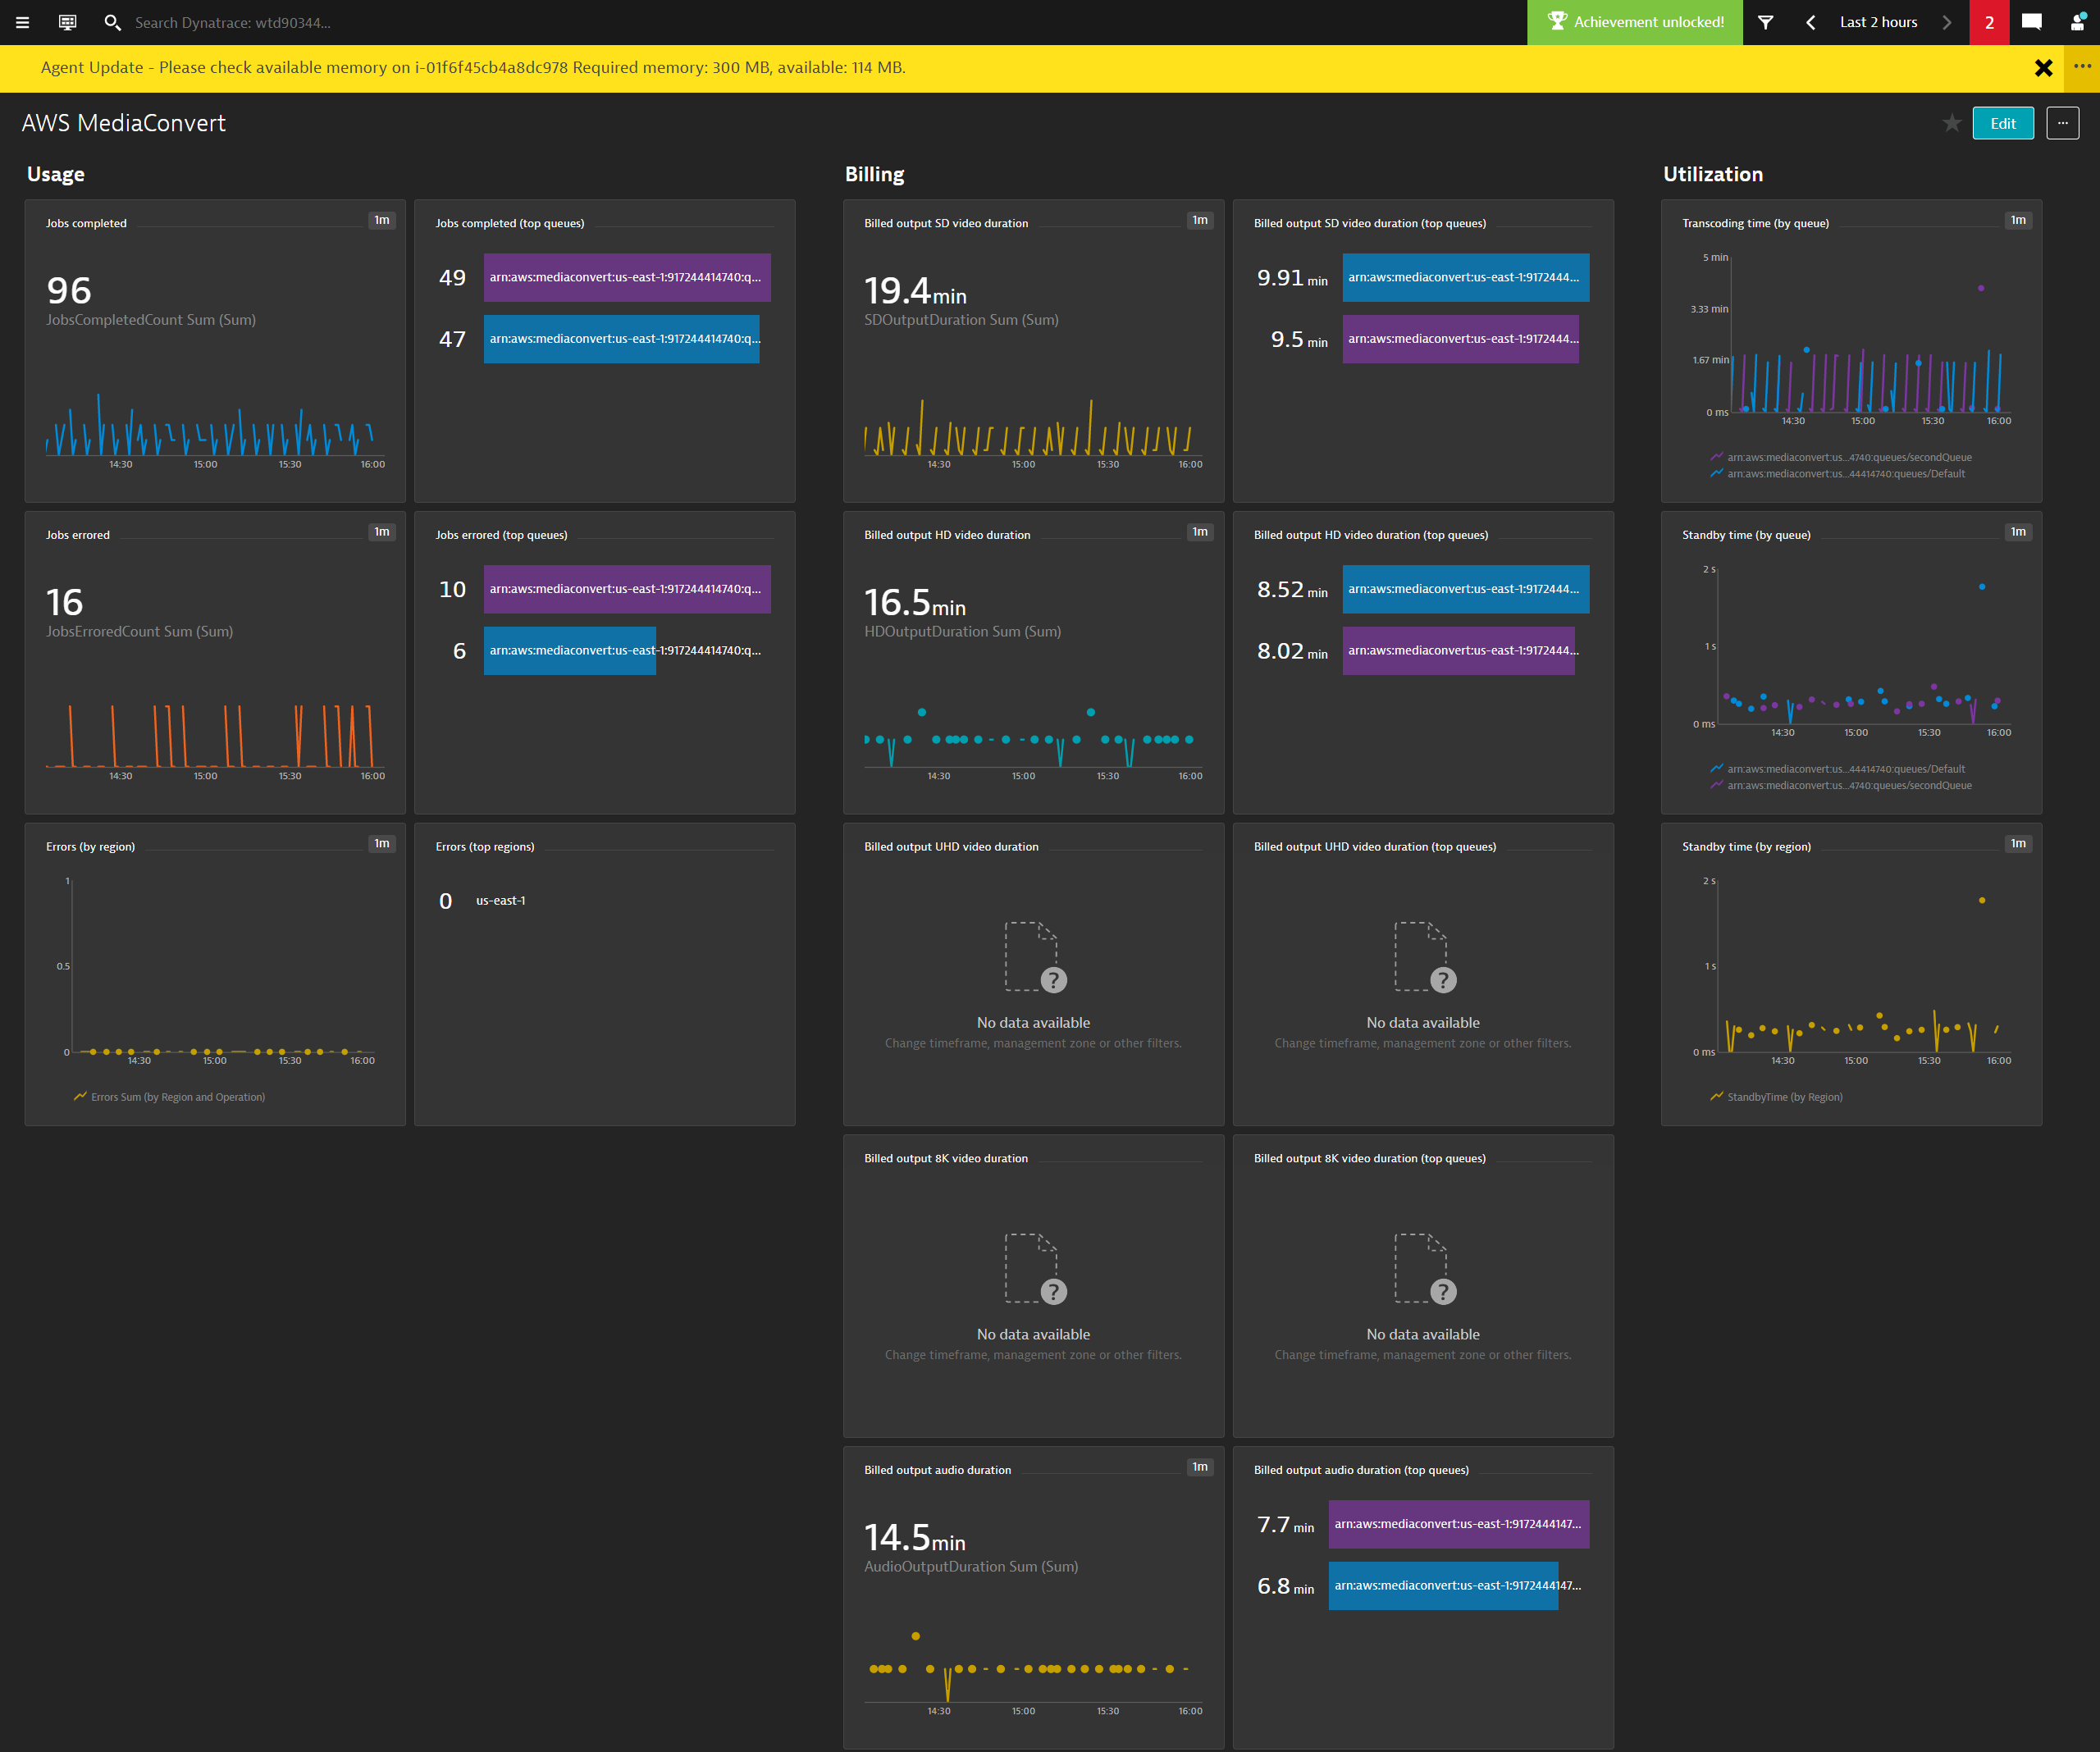 Search Dynatrace: wtd90344...
Achievement unlocked!
Last 2 hours
2
Agent Update - Please check available memory on i-01f6f45cb4a8dc978 Required memory: 300 MB, available: 114 MB.
AWS MediaConvert
Edit
...
Usage
Jobs completed
1m
96
JobsCompletedCount Sum (Sum)
14:30 15:00 15:30 16:00
Jobs completed (top queues)
49 arn:aws:mediaconvert:us-east-1:917244414740:q...
47 arn:aws:mediaconvert:us-east-1:917244414740:q...
Jobs errored
1m
16
JobsErroredCount Sum (Sum)
14:30 15:00 15:30 16:00
Jobs errored (top queues)
10 arn:aws:mediaconvert:us-east-1:917244414740:q...
6 arn:aws:mediaconvert:us-east-1:917244414740:q...
Errors (by region)
1m
1
0.5
0
14:30 15:00 15:30 16:00
Errors Sum (by Region and Operation)
Errors (top regions)
0 us-east-1
Billing
Billed output SD video duration
1m
19.4min
SDOutputDuration Sum (Sum)
14:30 15:00 15:30 16:00
Billed output SD video duration (top queues)
9.91 min arn:aws:mediaconvert:us-east-1:9172444...
9.5 min arn:aws:mediaconvert:us-east-1:9172444...
Billed output HD video duration
1m
16.5min
HDOutputDuration Sum (Sum)
14:30 15:00 15:30 16:00
Billed output HD video duration (top queues)
8.52 min arn:aws:mediaconvert:us-east-1:9172444...
8.02 min arn:aws:mediaconvert:us-east-1:9172444...
Billed output UHD video duration
?
No data available
Change timeframe, management zone or other filters.
Billed output UHD video duration (top queues)
?
No data available
Change timeframe, management zone or other filters.
Billed output 8K video duration
?
No data available
Change timeframe, management zone or other filters.
Billed output 8K video duration (top queues)
?
No data available
Change timeframe, management zone or other filters.
Billed output audio duration
1m
14.5min
AudioOutputDuration Sum (Sum)
14:30 15:00 15:30 16:00
Billed output audio duration (top queues)
7.7 min arn:aws:mediaconvert:us-east-1:9172444147...
6.8 min arn:aws:mediaconvert:us-east-1:9172444147...
Utilization
Transcoding time (by queue)
1m
5 min
3.33 min
1.67 min
0 ms
14:30 15:00 15:30 16:00
arn:aws:mediaconvert:us...4740:queues/secondQueue
arn:aws:mediaconvert:us...44414740:queues/Default
Standby time (by queue)
1m
2 s
1 s
0 ms
14:30 15:00 15:30 16:00
arn:aws:mediaconvert:us...44414740:queues/Default
arn:aws:mediaconvert:us...4740:queues/secondQueue
Standby time (by region)
1m
2 s
1 s
0 ms
14:30 15:00 15:30 16:00
StandbyTime (by Region)